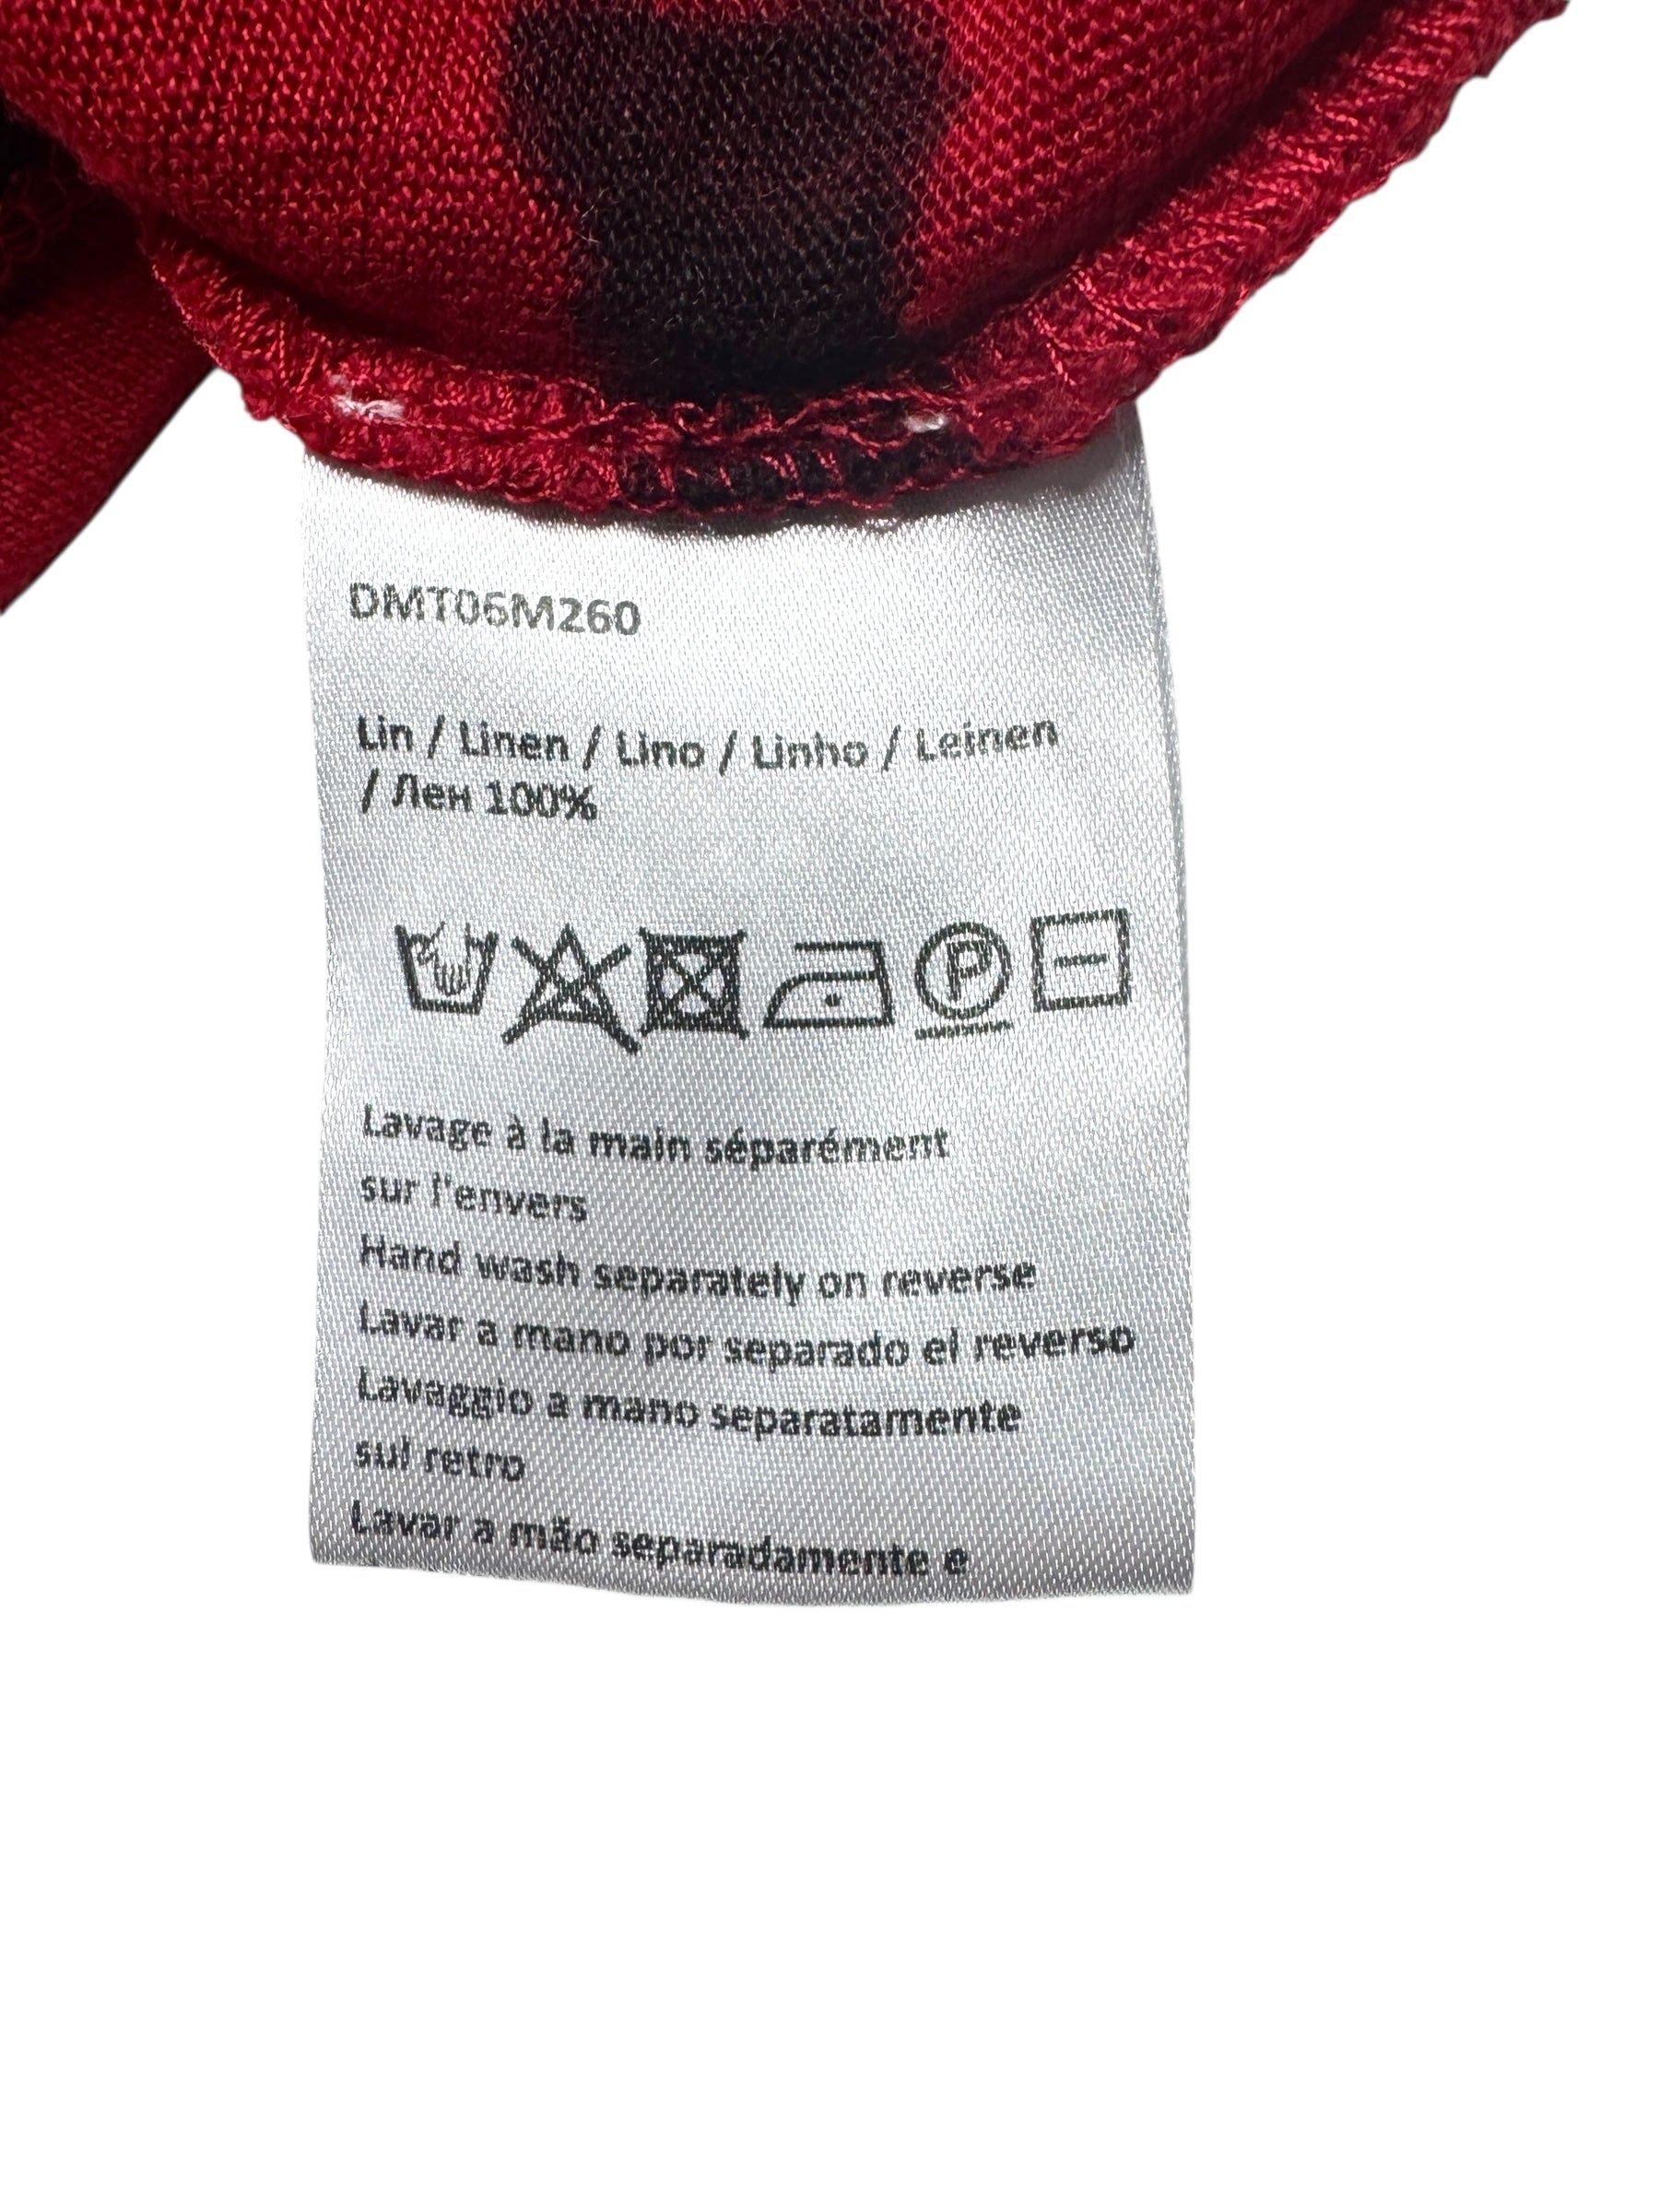 DMT06M260
Lin / Linen / Lino / Linho / Leinen
/ Лен 100%
P
Lavage à la main séparément
sur l'envers
Hand wash separately on reverse
Lavar a mano por separado el reverso
Lavaggio a mano separatamente
sul retro
Lavar a mão separadamente e